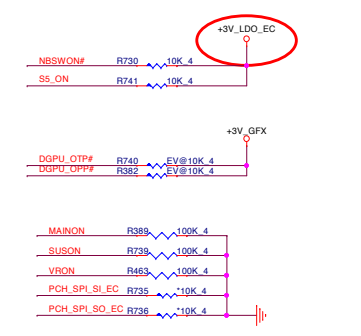 +3V_LDO_EC
NBSWON# R730 10K_4
S5_ON R741 10K_4
+3V_GFX
DGPU_OTP# R740 EV@10K_4
DGPU_OPP# R382 EV@10K_4
MAINON R389 100K_4
SUSON R739 100K_4
VRON R463 100K_4
PCH_SPI_SI_EC R735 *10K_4
PCH_SPI_SO_EC R736 *10K_4